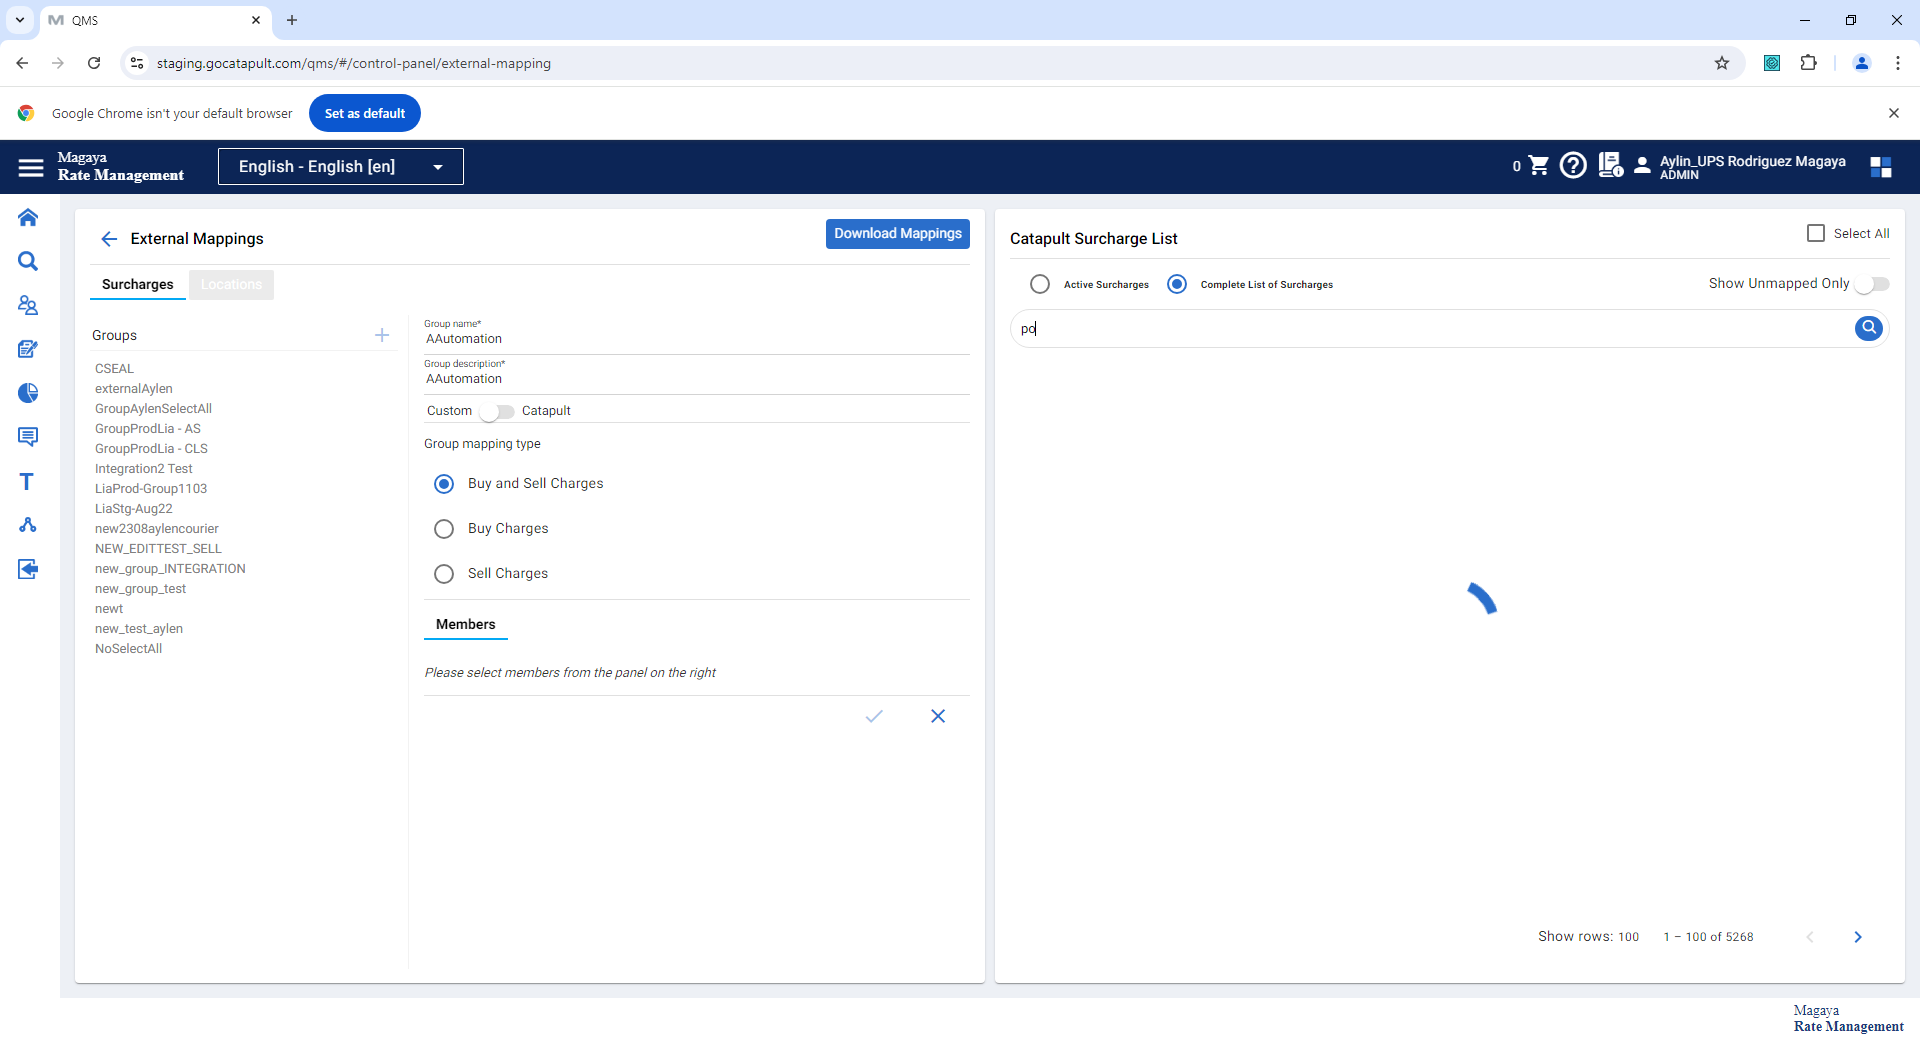 QMS
staging.gocatapult.com/qms/#/control-panel/external-mapping
Google Chrome isn't your default browser
Set as default
Magaya
Rate Management
English - English [en]
0
Aylin_UPS Rodriguez Magaya
ADMIN
External Mappings
Download Mappings
Surcharges
Locations
Groups
CSEAL
externalAylen
GroupAylenSelectAll
GroupProdLia - AS
GroupProdLia - CLS
Integration2 Test
LiaProd-Group1103
LiaStg-Aug22
new2308aylencourier
NEW_EDITTEST_SELL
new_group_INTEGRATION
new_group_test
newt
new_test_aylen
NoSelectAll
Group name*
AAutomation
Group description*
AAutomation
Custom
Catapult
Group mapping type
Buy and Sell Charges
Buy Charges
Sell Charges
Members
Please select members from the panel on the right
Catapult Surcharge List
Select All
Active Surcharges
Complete List of Surcharges
Show Unmapped Only
po
Show rows: 100
1 – 100 of 5268
Magaya
Rate Management